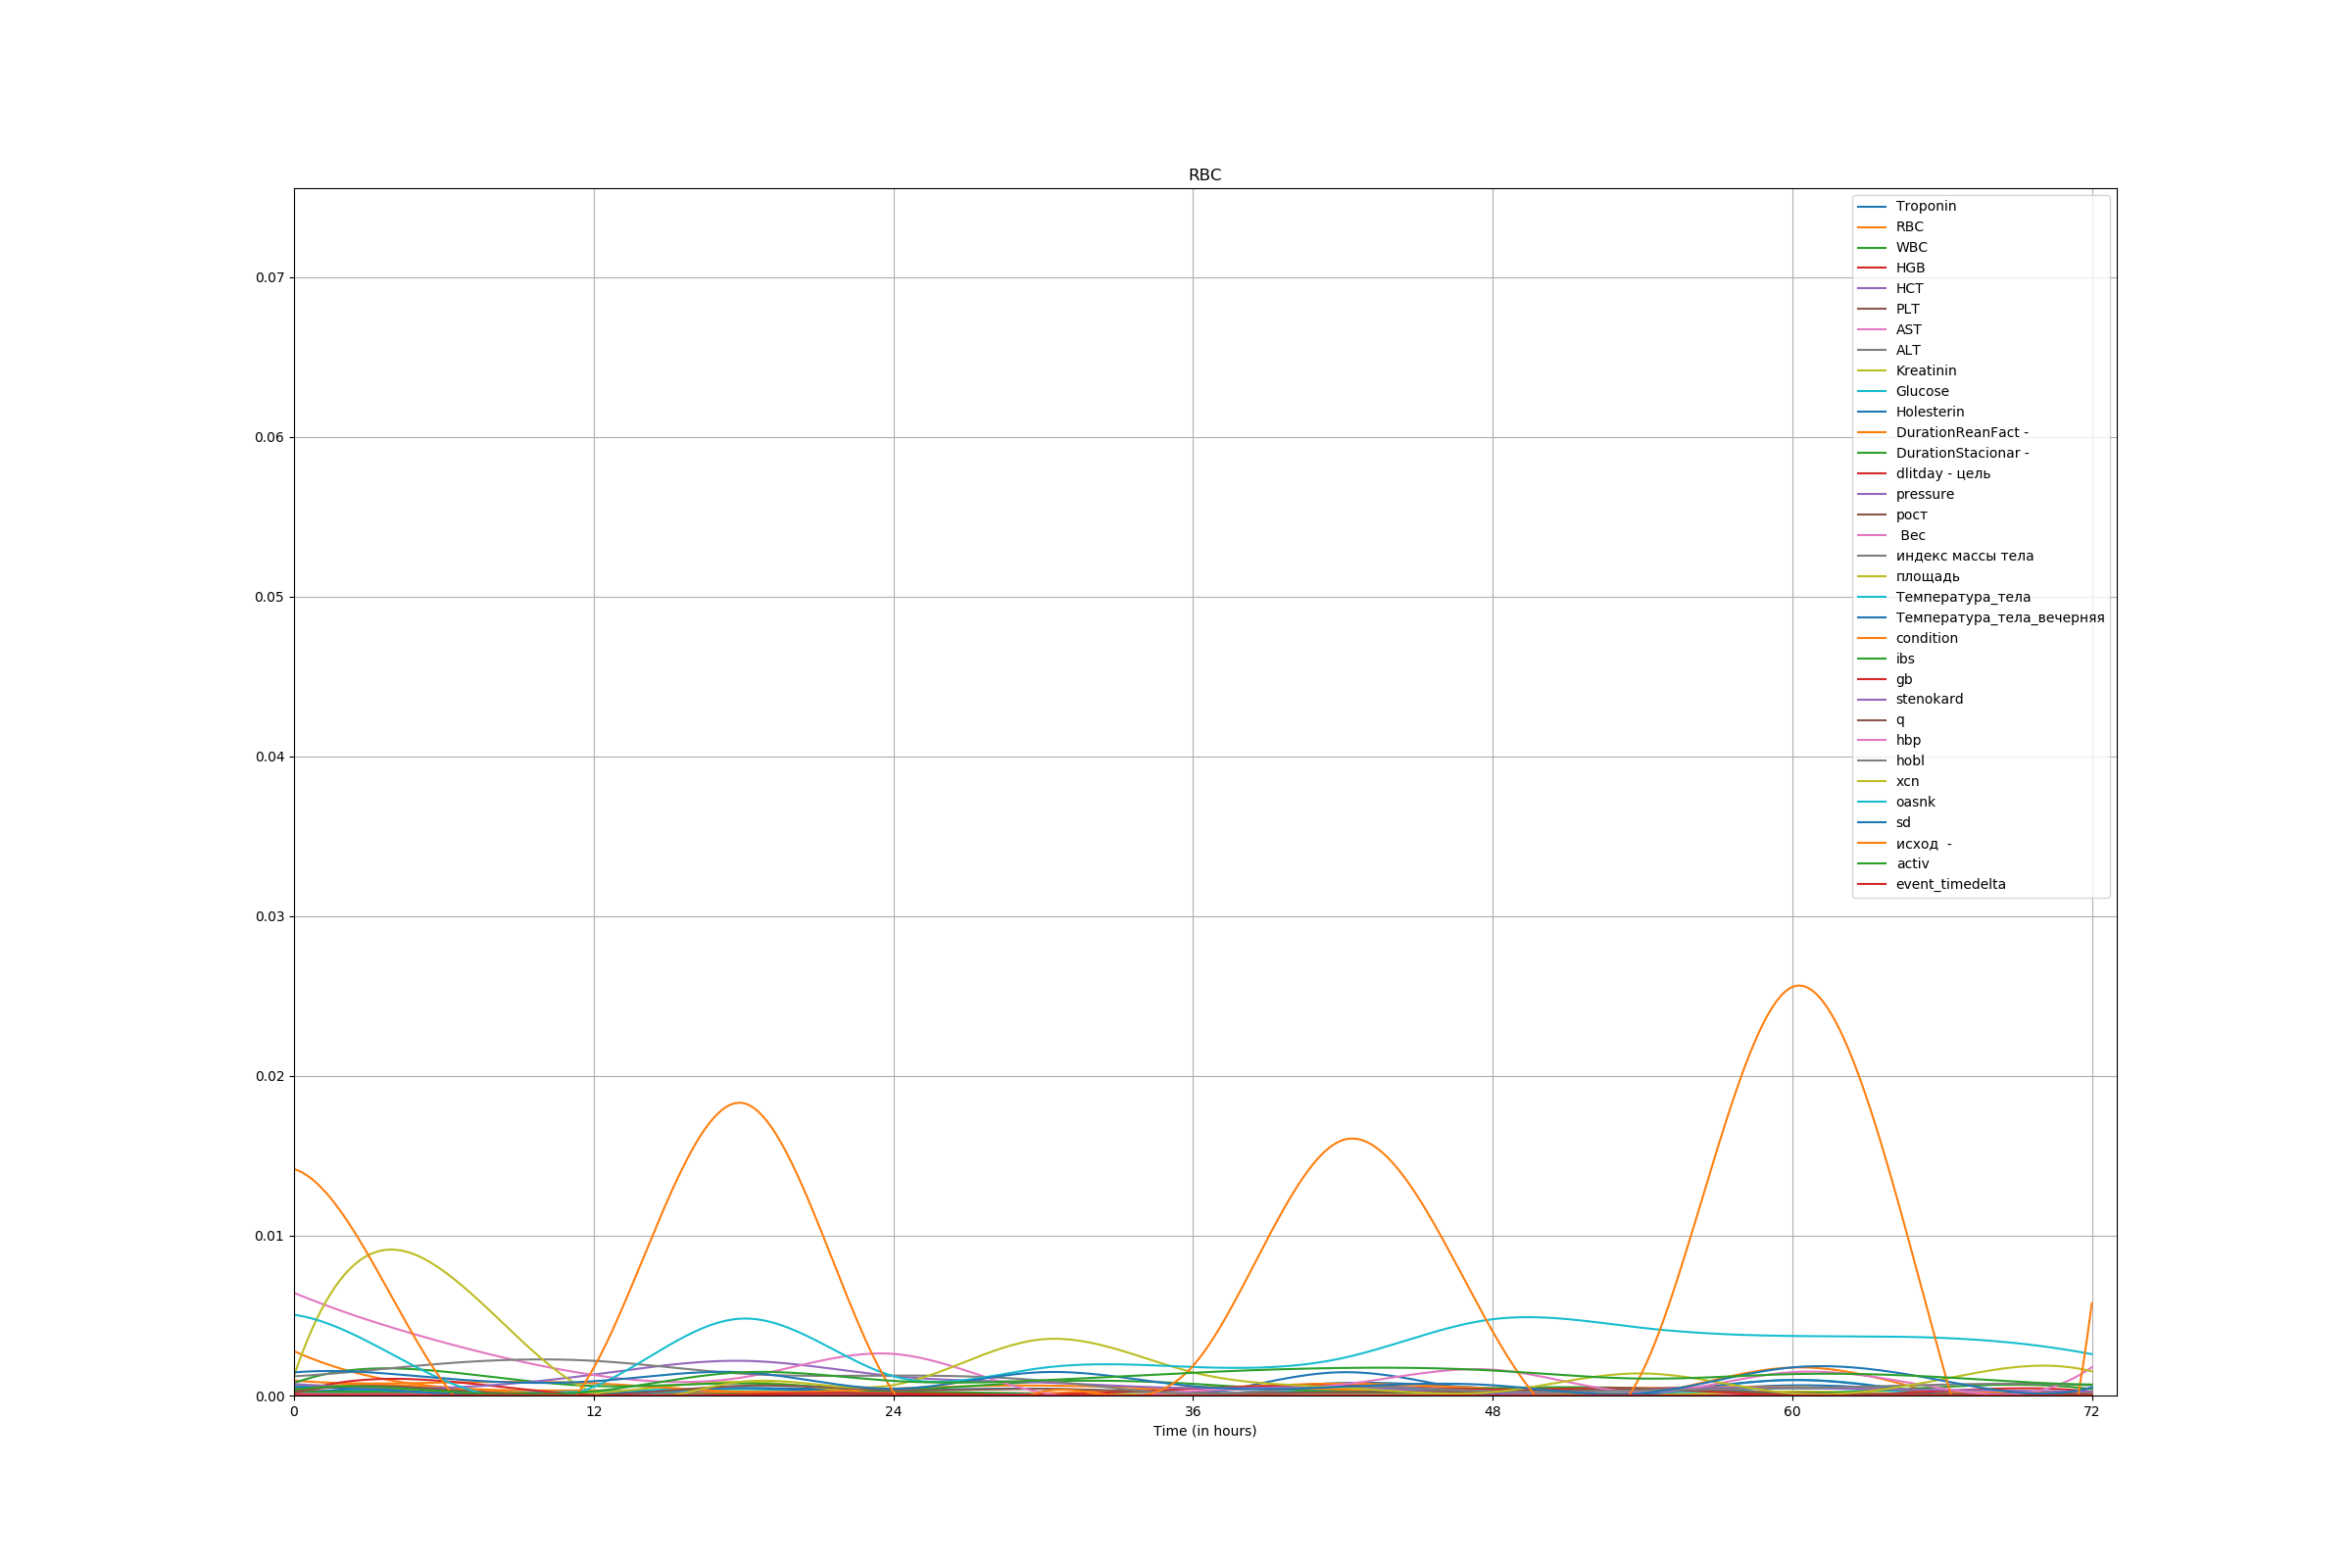 RBC
0.07
0.06
0.05
0.04
0.03
0.02
0.01
0.00
0 12 24 36 48 60 72
Time (in hours)
Troponin
RBC
WBC
HGB
HCT
PLT
AST
ALT
Kreatinin
Glucose
Holesterin
DurationReanFact -
DurationStacionar -
dlitday - цель
pressure
рост
Вес
индекс массы тела
площадь
Температура_тела
Температура_тела_вечерняя
condition
ibs
gb
stenokard
q
hbp
hobl
xcn
oasnk
sd
исход  -
activ
event_timedelta